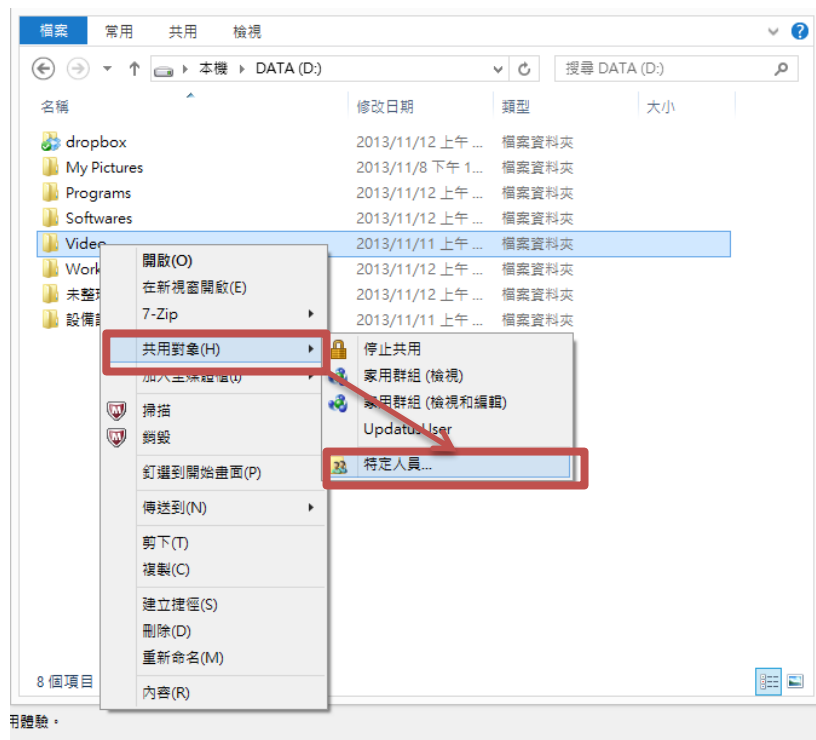 檔案 常用 共用 檢視
本機 DATA (D:) 搜尋 DATA (D:)
名稱 修改日期 類型 大小
dropbox 2013/11/12 上午 ... 檔案資料夾
My Pictures 2013/11/8 下午 1... 檔案資料夾
Programs 2013/11/12 上午 ... 檔案資料夾
Softwares 2013/11/12 上午 ... 檔案資料夾
Video 2013/11/11 上午 ... 檔案資料夾
Work 2013/11/12 上午 ... 檔案資料夾
未整 2013/11/12 上午 ... 檔案資料夾
設備 2013/11/11 上午 ... 檔案資料夾
開啟(O)
在新視窗開啟(E)
7-Zip
共用對象(H)
加入至媒體櫃(I)
掃描
銷毀
釘選到開始畫面(P)
傳送到(N)
剪下(T)
複製(C)
建立捷徑(S)
刪除(D)
重新命名(M)
內容(R)
停止共用
家用群組 (檢視)
家用群組 (檢視和編輯)
UpdatusUser
特定人員...
8 個項目
用體驗。